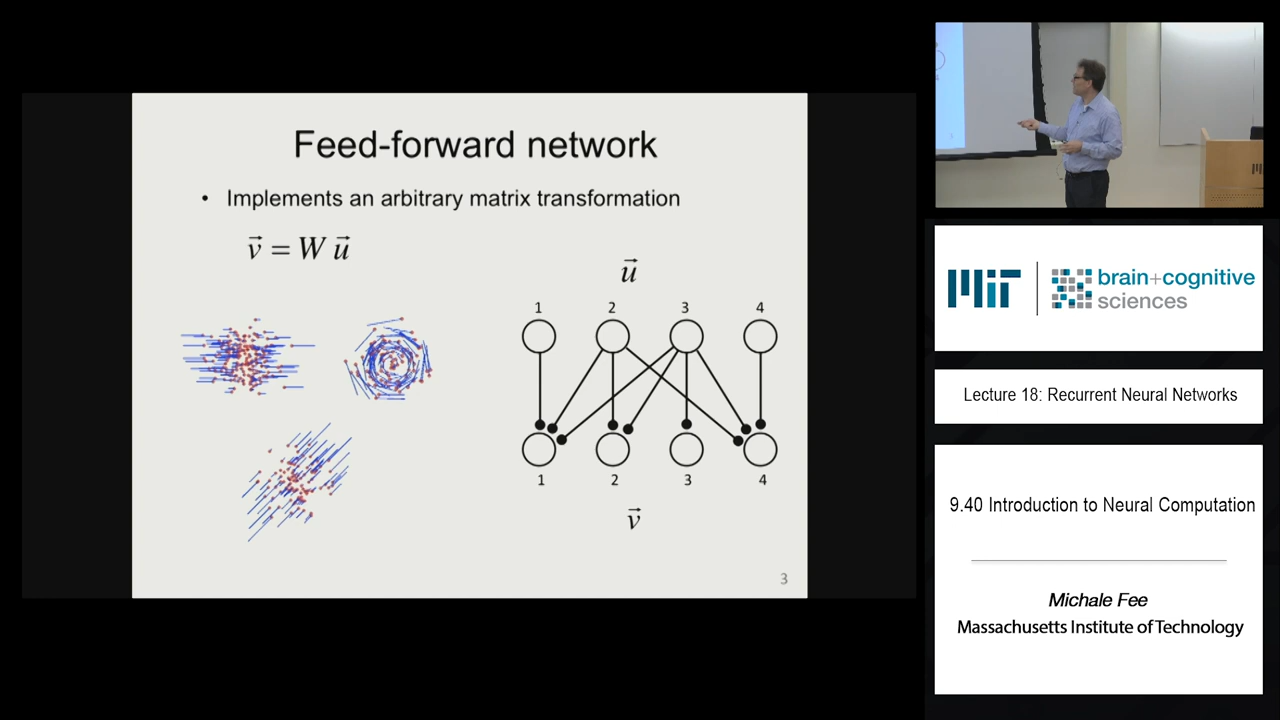 Feed-forward network
• Implements an arbitrary matrix transformation
v⃗ = W u⃗
u⃗
1 2 3 4
1 2 3 4
v⃗
3
MIT
brain+cognitive
sciences
Lecture 18: Recurrent Neural Networks
9.40 Introduction to Neural Computation
Michale Fee
Massachusetts Institute of Technology